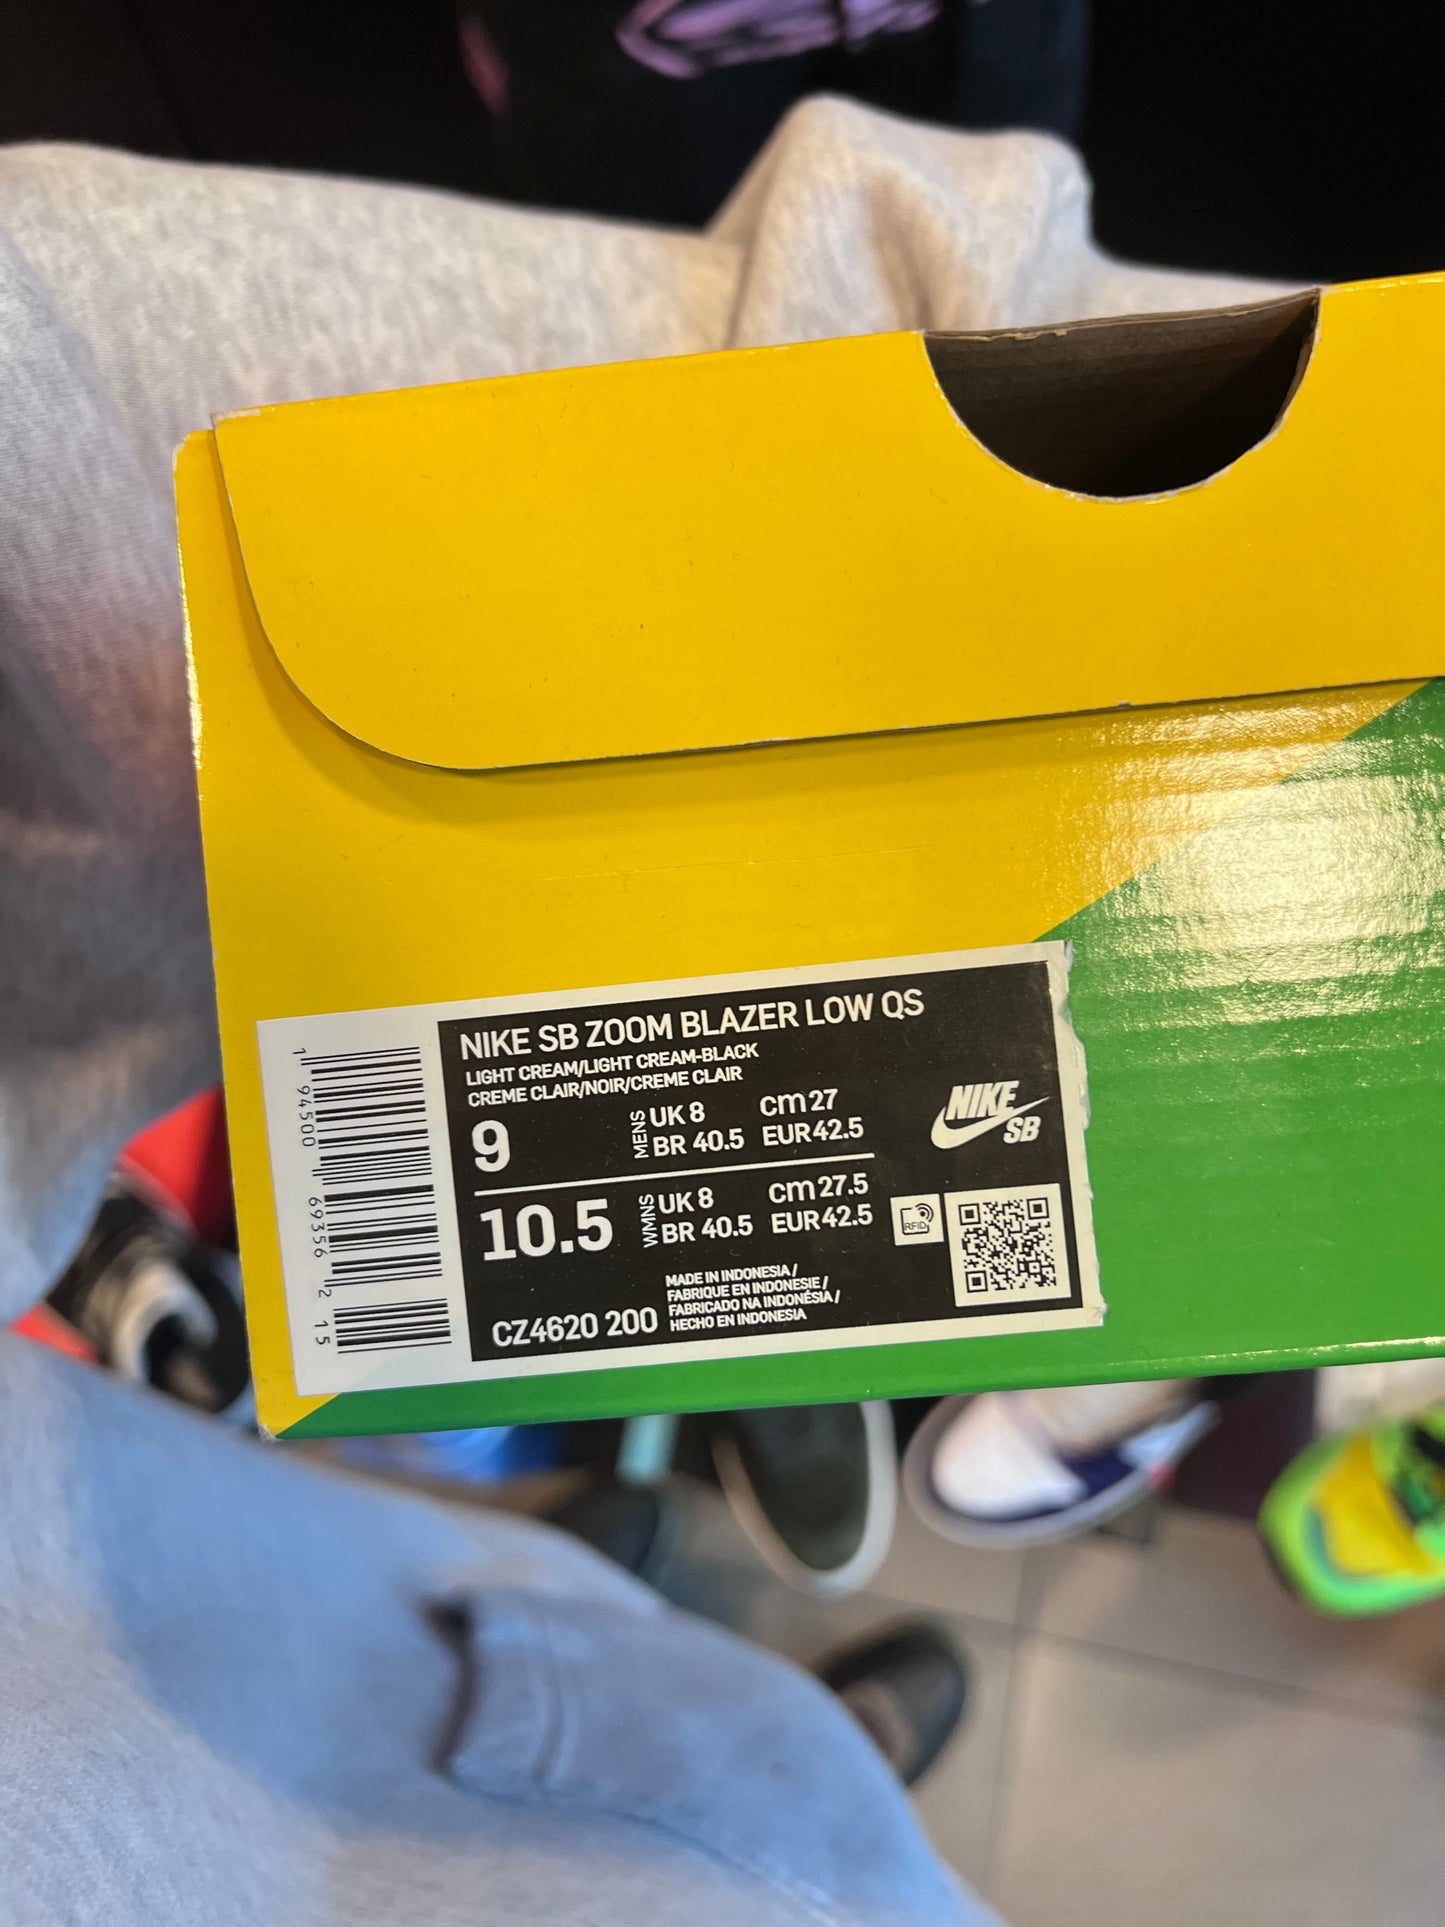 NIKE SB ZOOM BLAZER LOW QS
LIGHT CREAM/LIGHT CREAM-BLACK
CREME CLAIR/NOIR/CREME CLAIR
9
MENS
UK 8 cm 27
BR 40.5 EUR 42.5
10.5
WMNS
UK 8 cm 27.5
BR 40.5 EUR 42.5
CZ4620 200
MADE IN INDONESIA /
FABRIQUE EN INDONESIE /
FABRICADO NA INDONÉSIA /
HECHO EN INDONESIA
NIKE
SB
RFID
1 94500 69356 2 15